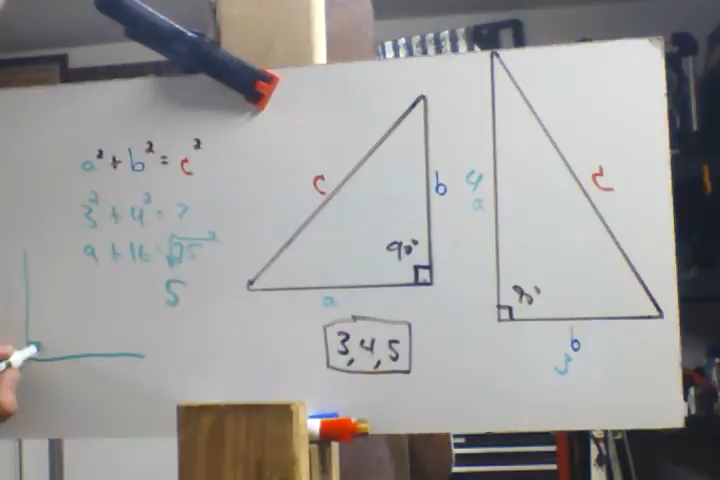 a² + b² = c²
3² + 4² = ?
9 + 16 = √25
5
c
b
90°
a
3, 4, 5
4
a
c
90°
b
3